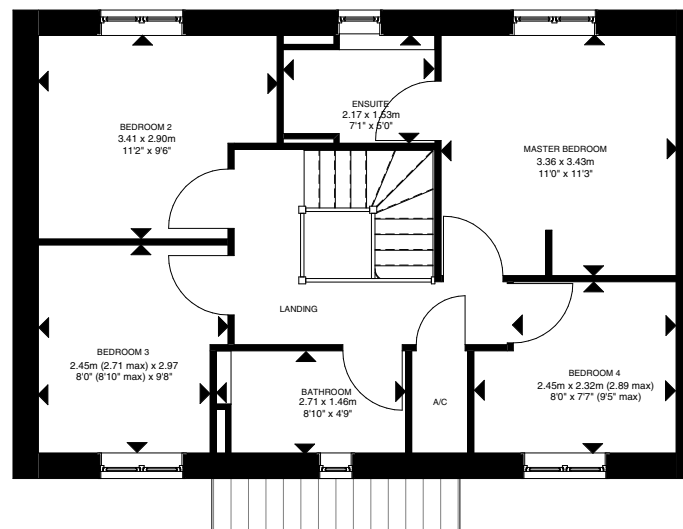 BEDROOM 2
3.41 x 2.90m
11'2" x 9'6"
ENSUITE
2.17 x 1.53m
7'1" x 5'0"
MASTER BEDROOM
3.36 x 3.43m
11'0" x 11'3"
LANDING
BEDROOM 3
2.45m (2.71 max) x 2.97
8'0" (8'10" max) x 9'8"
BATHROOM
2.71 x 1.46m
8'10" x 4'9"
A/C
BEDROOM 4
2.45m x 2.32m (2.89 max)
8'0" x 7'7" (9'5" max)